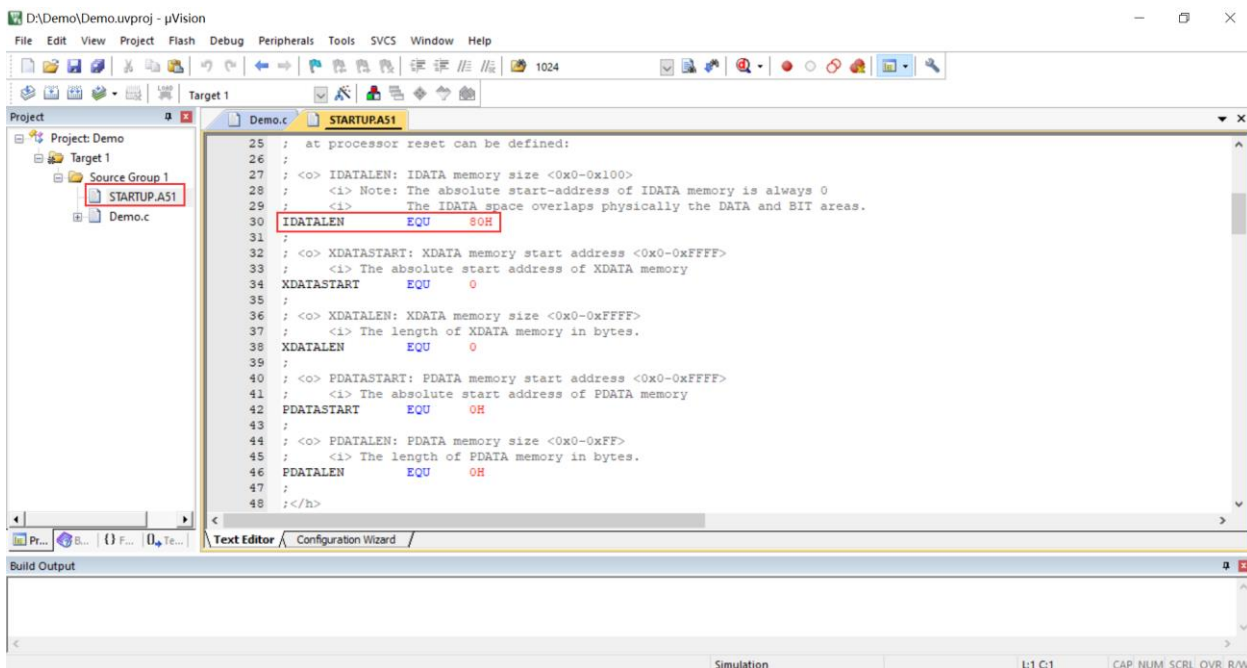 D:\Demo\Demo.uvproj - µVision
File Edit View Project Flash Debug Peripherals Tools SVCS Window Help
1024
LOAD
Target 1
Project
Project: Demo
Target 1
Source Group 1
STARTUP.A51
Demo.c
Demo.c STARTUP.A51
25 ; at processor reset can be defined:
26 ;
27 ; <o> IDATALEN: IDATA memory size <0x0-0x100>
28 ; <i> Note: The absolute start-address of IDATA memory is always 0
29 ; <i> The IDATA space overlaps physically the DATA and BIT areas.
30 IDATALEN EQU 80H
31 ;
32 ; <o> XDATASTART: XDATA memory start address <0x0-0xFFFF>
33 ; <i> The absolute start address of XDATA memory
34 XDATASTART EQU 0
35 ;
36 ; <o> XDATALEN: XDATA memory size <0x0-0xFFFF>
37 ; <i> The length of XDATA memory in bytes.
38 XDATALEN EQU 0
39 ;
40 ; <o> PDATASTART: PDATA memory start address <0x0-0xFFFF>
41 ; <i> The absolute start address of PDATA memory
42 PDATASTART EQU 0H
43 ;
44 ; <o> PDATALEN: PDATA memory size <0x0-0xFF>
45 ; <i> The length of PDATA memory in bytes.
46 PDATALEN EQU 0H
47 ;
48 ;</h>
Pr... B... {} F... 0. Te...
Text Editor Configuration Wizard
Build Output
Simulation L:1 C:1 CAP NUM SCRL OVR R/W